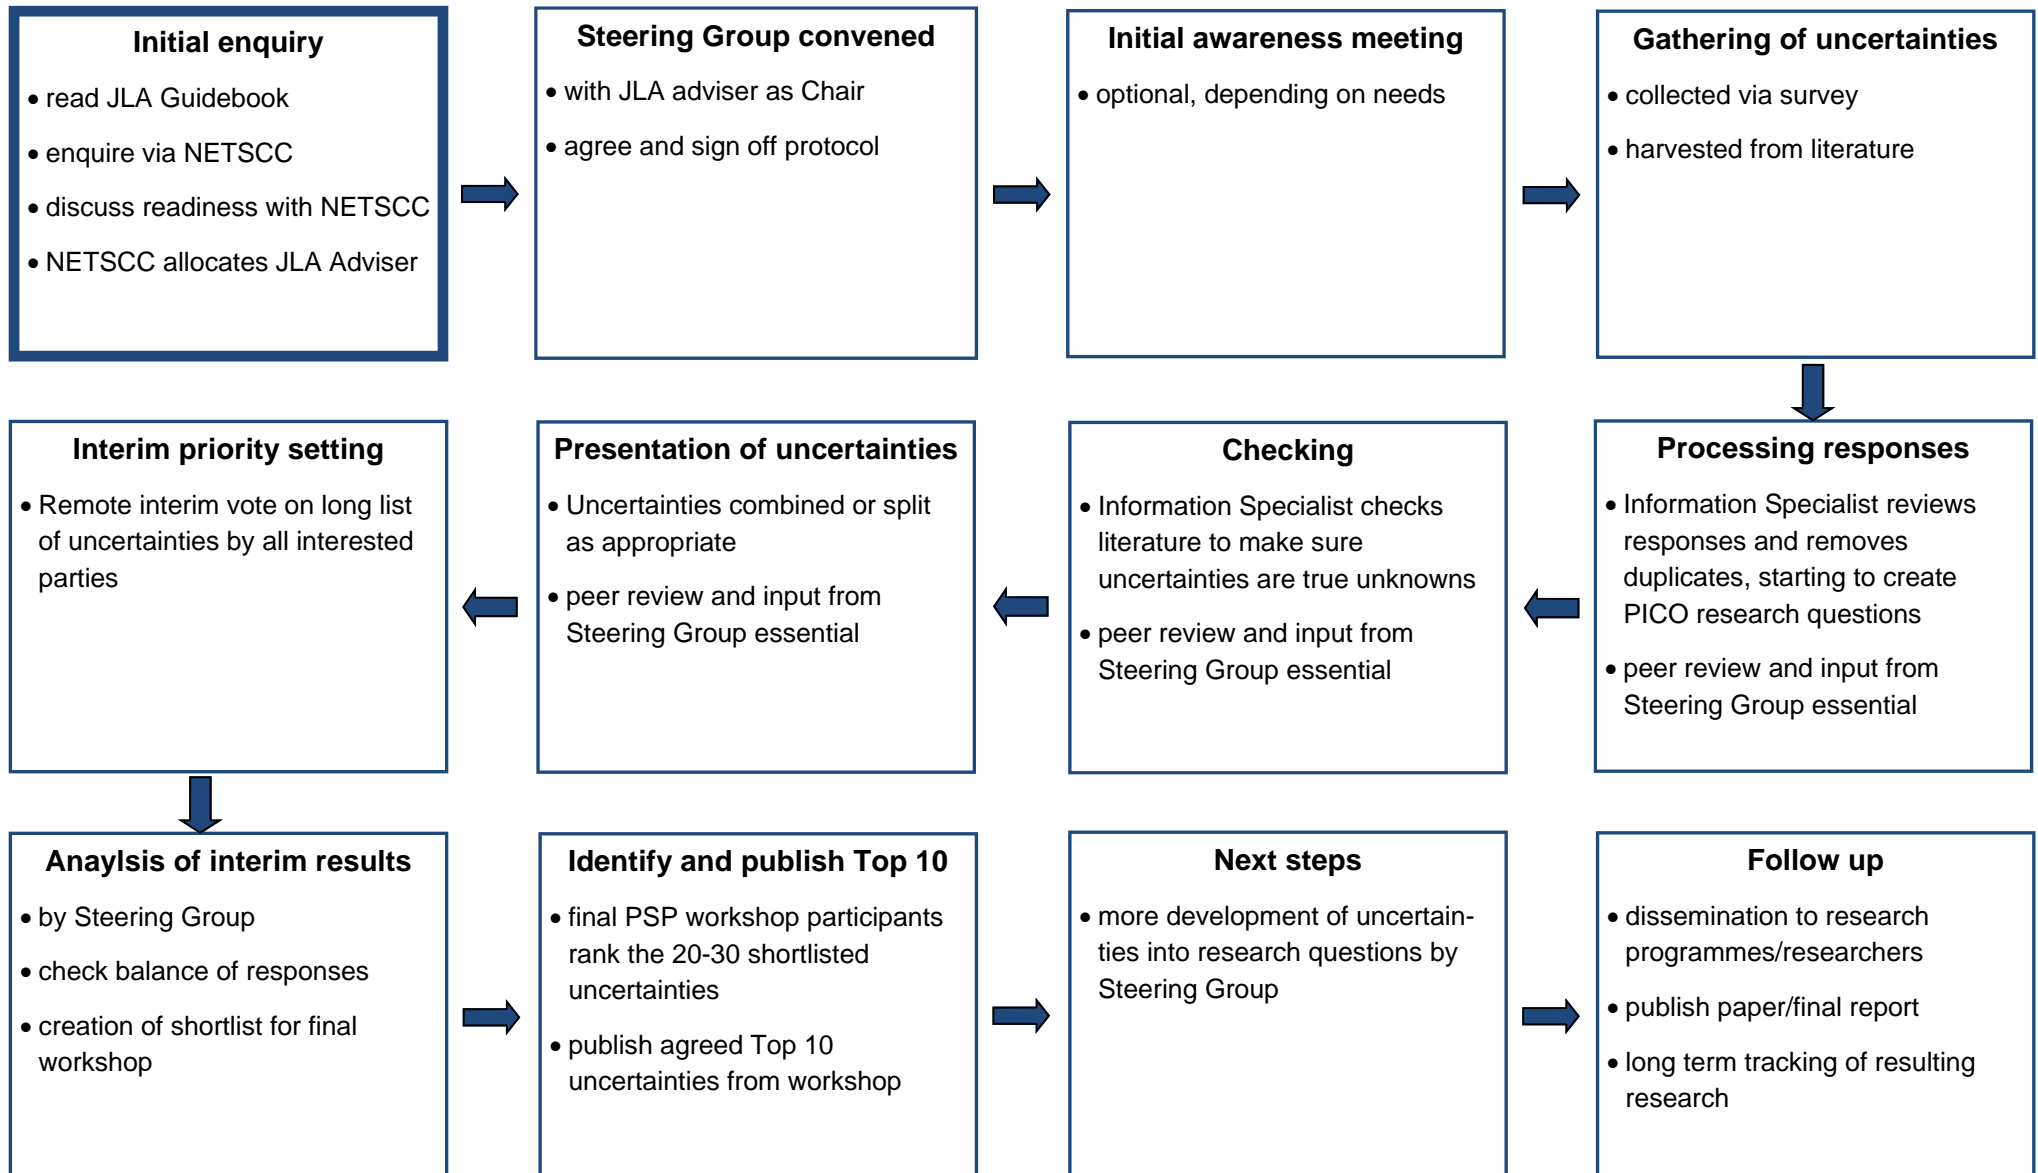 Initial enquiry
• read JLA Guidebook
• enquire via NETSCC
• discuss readiness with NETSCC
• NETSCC allocates JLA Adviser
Steering Group convened
• with JLA adviser as Chair
• agree and sign off protocol
Initial awareness meeting
• optional, depending on needs
Gathering of uncertainties
• collected via survey
• harvested from literature
Processing responses
• Information Specialist reviews
responses and removes
duplicates, starting to create
PICO research questions
• peer review and input from
Steering Group essential
Checking
• Information Specialist checks
literature to make sure
uncertainties are true unknowns
• peer review and input from
Steering Group essential
Presentation of uncertainties
• Uncertainties combined or split
as appropriate
• peer review and input from
Steering Group essential
Interim priority setting
• Remote interim vote on long list
of uncertainties by all interested
parties
Anaylsis of interim results
• by Steering Group
• check balance of responses
• creation of shortlist for final
workshop
Identify and publish Top 10
• final PSP workshop participants
rank the 20-30 shortlisted
uncertainties
• publish agreed Top 10
uncertainties from workshop
Next steps
• more development of uncertain-
ties into research questions by
Steering Group
Follow up
• dissemination to research
programmes/researchers
• publish paper/final report
• long term tracking of resulting
research